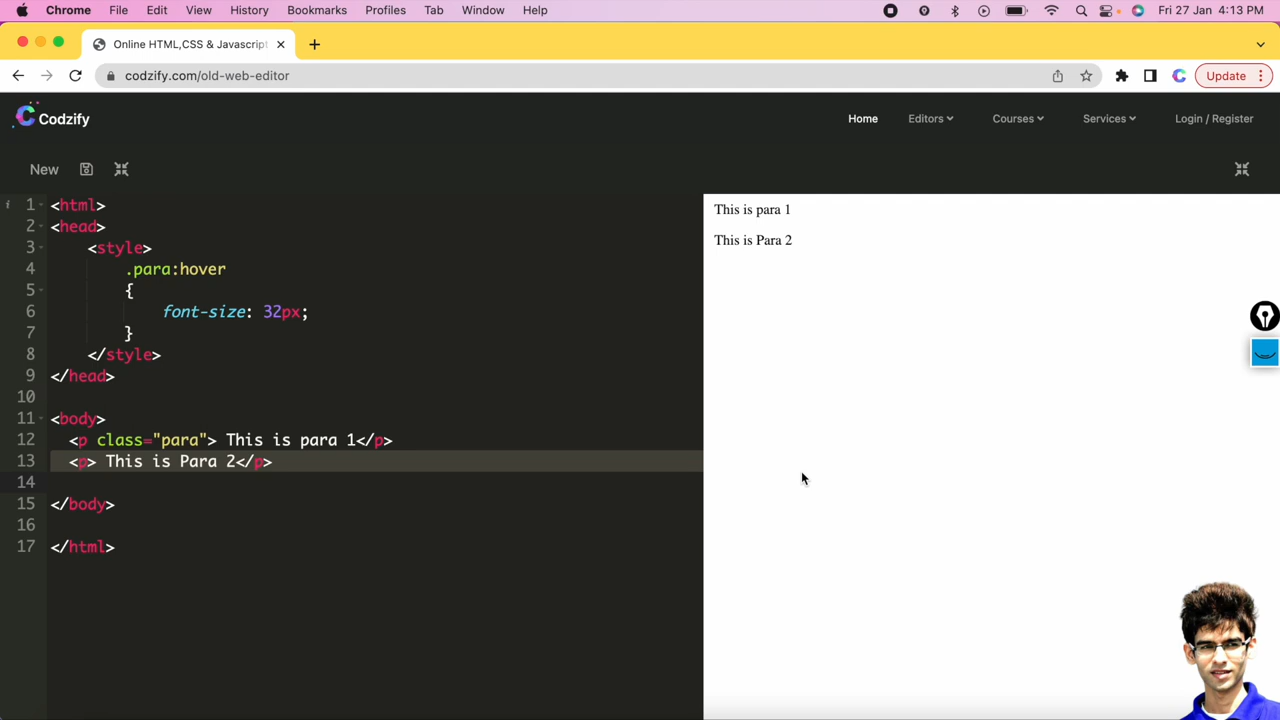 Chrome File Edit View History Bookmarks Profiles Tab Window Help Fri 27 Jan 4:13 PM
Online HTML,CSS & Javascript
codzify.com/old-web-editor Update
Codzify Home Editors Courses Services Login / Register
New
1 <html>
2 <head>
3 <style>
4 .para:hover
5 {
6 font-size: 32px;
7 }
8 </style>
9 </head>
10
11 <body>
12 <p class="para"> This is para 1</p>
13 <p> This is Para 2</p>
14
15 </body>
16
17 </html>
This is para 1
This is Para 2